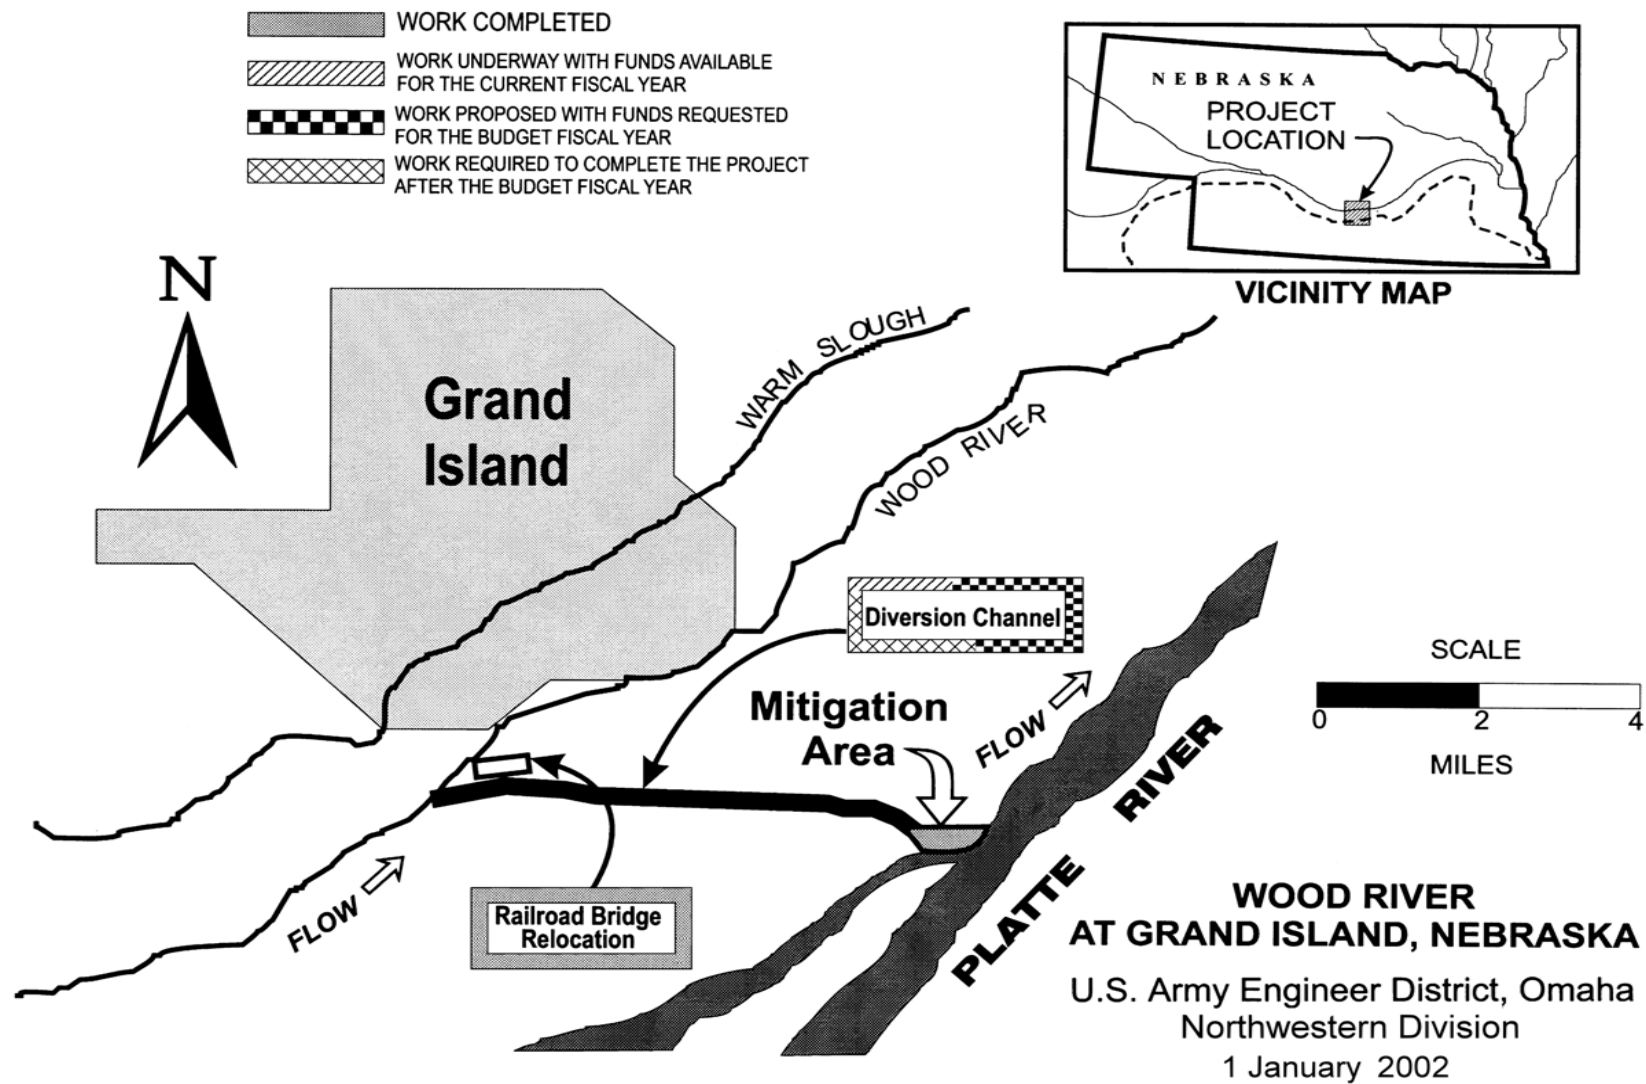 WORK COMPLETED
WORK UNDERWAY WITH FUNDS AVAILABLE
FOR THE CURRENT FISCAL YEAR
WORK PROPOSED WITH FUNDS REQUESTED
FOR THE BUDGET FISCAL YEAR
WORK REQUIRED TO COMPLETE THE PROJECT
AFTER THE BUDGET FISCAL YEAR
NEBRASKA
PROJECT
LOCATION
VICINITY MAP
N
Grand
Island
WARM SLOUGH
WOOD RIVER
Diversion Channel
Mitigation
Area
FLOW
PLATTE RIVER
SCALE
0 2 4
MILES
FLOW
Railroad Bridge
Relocation
WOOD RIVER
AT GRAND ISLAND, NEBRASKA
U.S. Army Engineer District, Omaha
Northwestern Division
1 January 2002